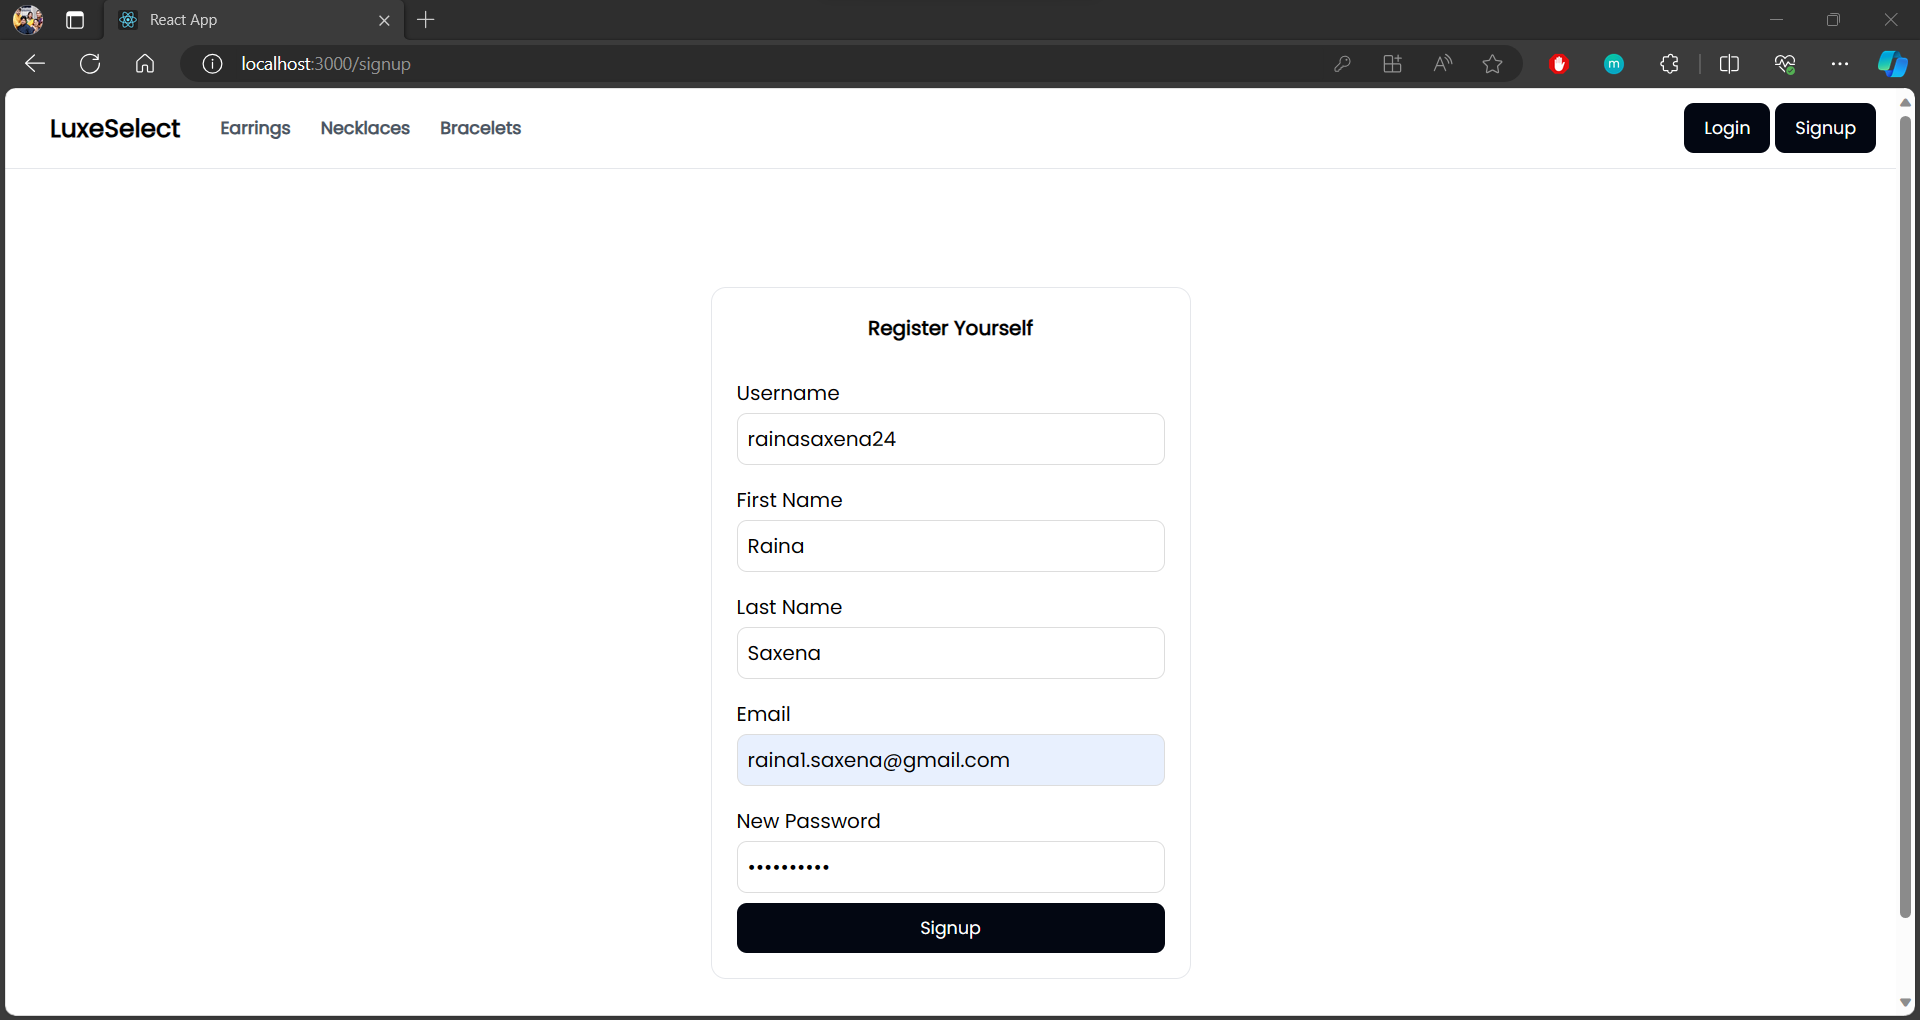 React App
localhost:3000/signup
m
LuxeSelect Earrings Necklaces Bracelets Login Signup
Register Yourself
Username
rainasaxena24
First Name
Raina
Last Name
Saxena
Email
raina1.saxena@gmail.com
New Password
••••••••••
Signup